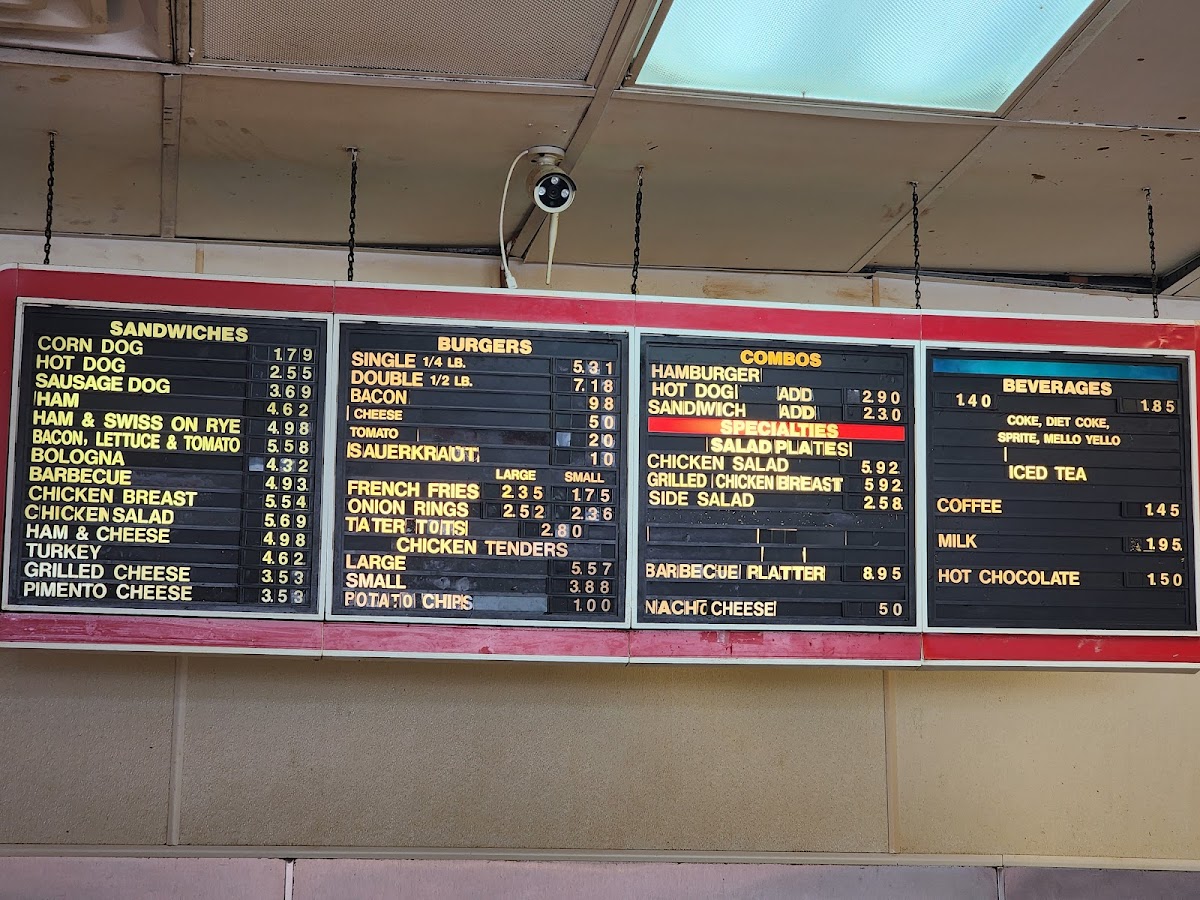 SANDWICHES
CORN DOG 1.79
HOT DOG 2.55
SAUSAGE DOG 3.69
HAM 4.62
HAM & SWISS ON RYE 4.98
BACON, LETTUCE & TOMATO 5.58
BOLOGNA 4.32
BARBECUE 4.93
CHICKEN BREAST 5.54
CHICKEN SALAD 5.69
HAM & CHEESE 4.98
TURKEY 4.62
GRILLED CHEESE 3.53
PIMENTO CHEESE 3.53
BURGERS
SINGLE 1/4 LB. 5.31
DOUBLE 1/2 LB. 7.18
BACON 98
CHEESE 50
TOMATO 20
SAUERKRAUT 10
LARGE SMALL
FRENCH FRIES 2.35 1.75
ONION RINGS 2.52 2.36
TATER TOTS 2.80
CHICKEN TENDERS
LARGE 5.57
SMALL 3.88
POTATO CHIPS 1.00
COMBOS
HAMBURGER
HOT DOG ADD 2.90
SANDWICH ADD 2.30
SPECIALTIES
SALAD PLATES
CHICKEN SALAD 5.92
GRILLED CHICKEN BREAST 5.92
SIDE SALAD 2.58
BARBECUE PLATTER 8.95
NACHO CHEESE 50
BEVERAGES
1.40 1.85
COKE, DIET COKE,
SPRITE, MELLO YELLO
ICED TEA
COFFEE 1.45
MILK 1.95
HOT CHOCOLATE 1.50